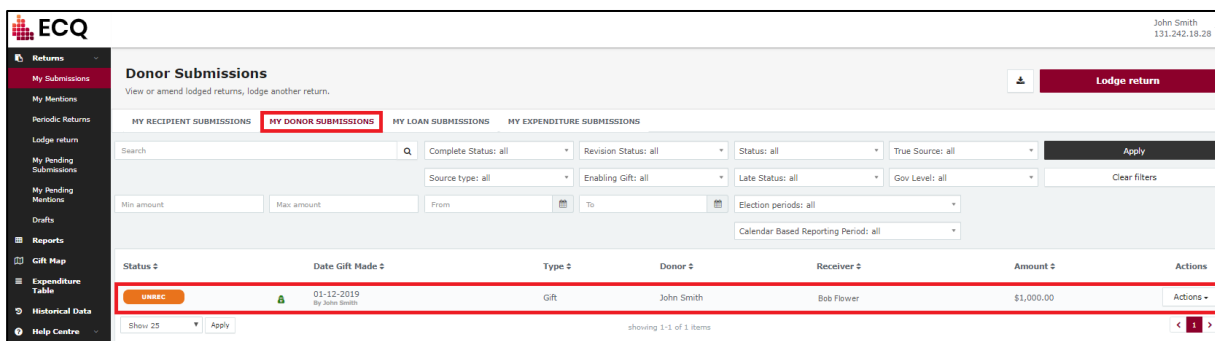 ECQ
John Smith
131.242.18.28
Returns
My Submissions
My Mentions
Periodic Returns
Lodge return
My Pending
Submissions
My Pending
Mentions
Drafts
Reports
Gift Map
Expenditure
Table
Historical Data
Help Centre
Donor Submissions
View or amend lodged returns, lodge another return.
Lodge return
MY RECIPIENT SUBMISSIONS MY DONOR SUBMISSIONS MY LOAN SUBMISSIONS MY EXPENDITURE SUBMISSIONS
Search Complete Status: all Revision Status: all Status: all True Source: all Apply
Source type: all Enabling Gift: all Late Status: all Gov Level: all Clear filters
Min amount Max amount From To Election periods: all
Calendar Based Reporting Period: all
Status Date Gift Made Type Donor Receiver Amount Actions
UNREC 01-12-2019 Gift John Smith Bob Flower $1,000.00 Actions
By John Smith
Show 25 Apply showing 1-1 of 1 items < 1 >